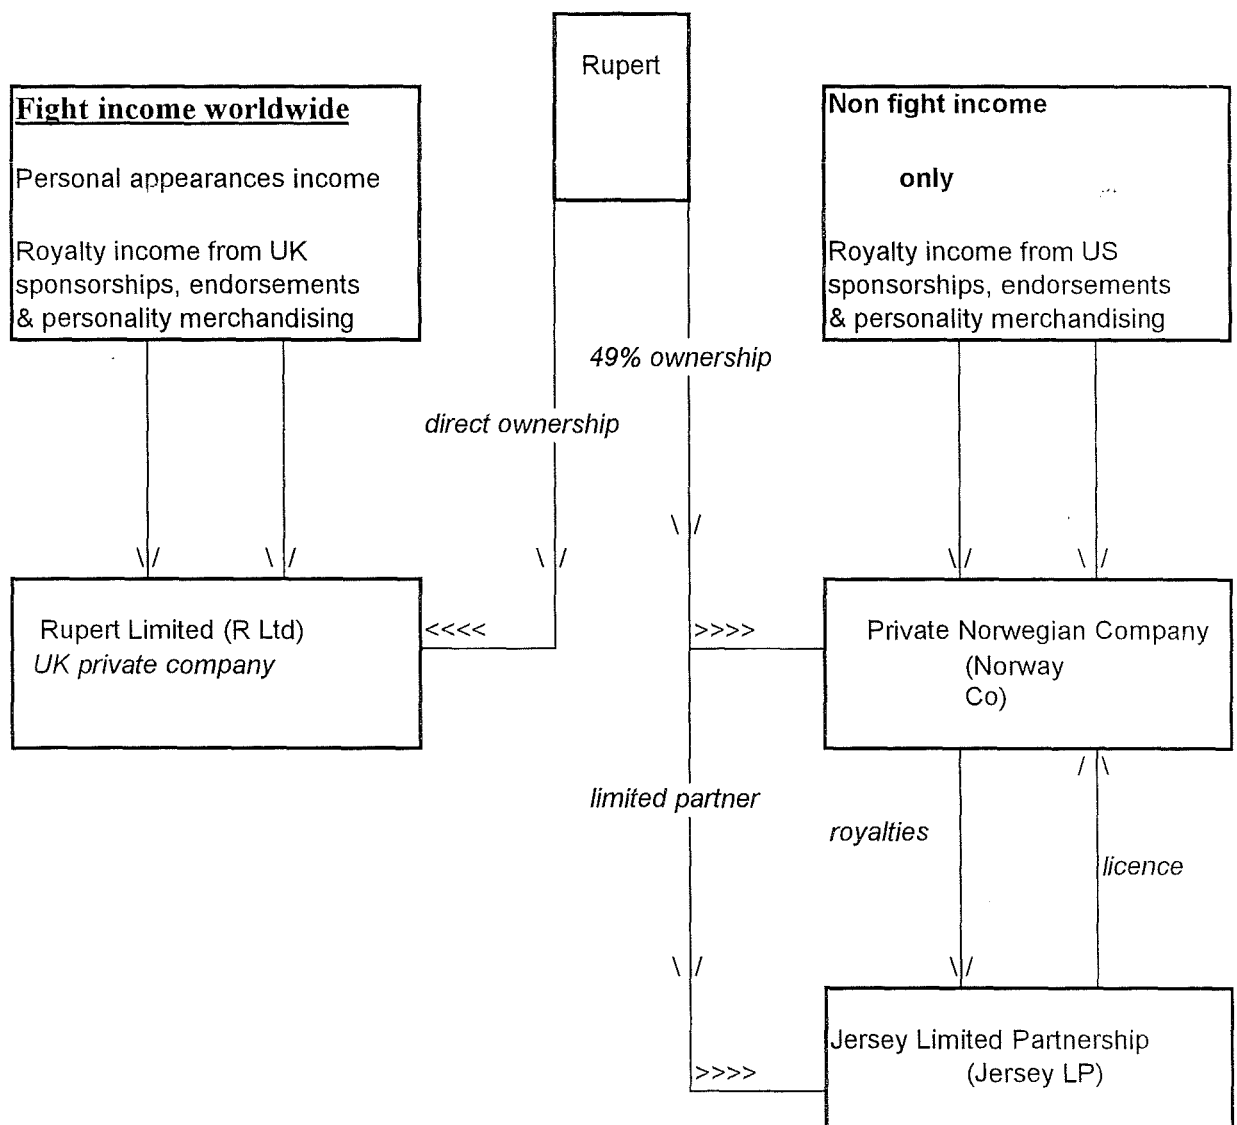 Rupert
Fight income worldwide
Personal appearances income
Royalty income from UK
sponsorships, endorsements
& personality merchandising
Non fight income
only
Royalty income from US
sponsorships, endorsements
& personality merchandising
49% ownership
direct ownership
\ /
\ /
\ /
\ /
\ /
\ /
Rupert Limited (R Ltd)
UK private company
<<<<
>>>>
Private Norwegian Company
(Norway
Co)
/ \
limited partner
royalties
licence
\ /
\ /
Jersey Limited Partnership
(Jersey LP)
>>>>